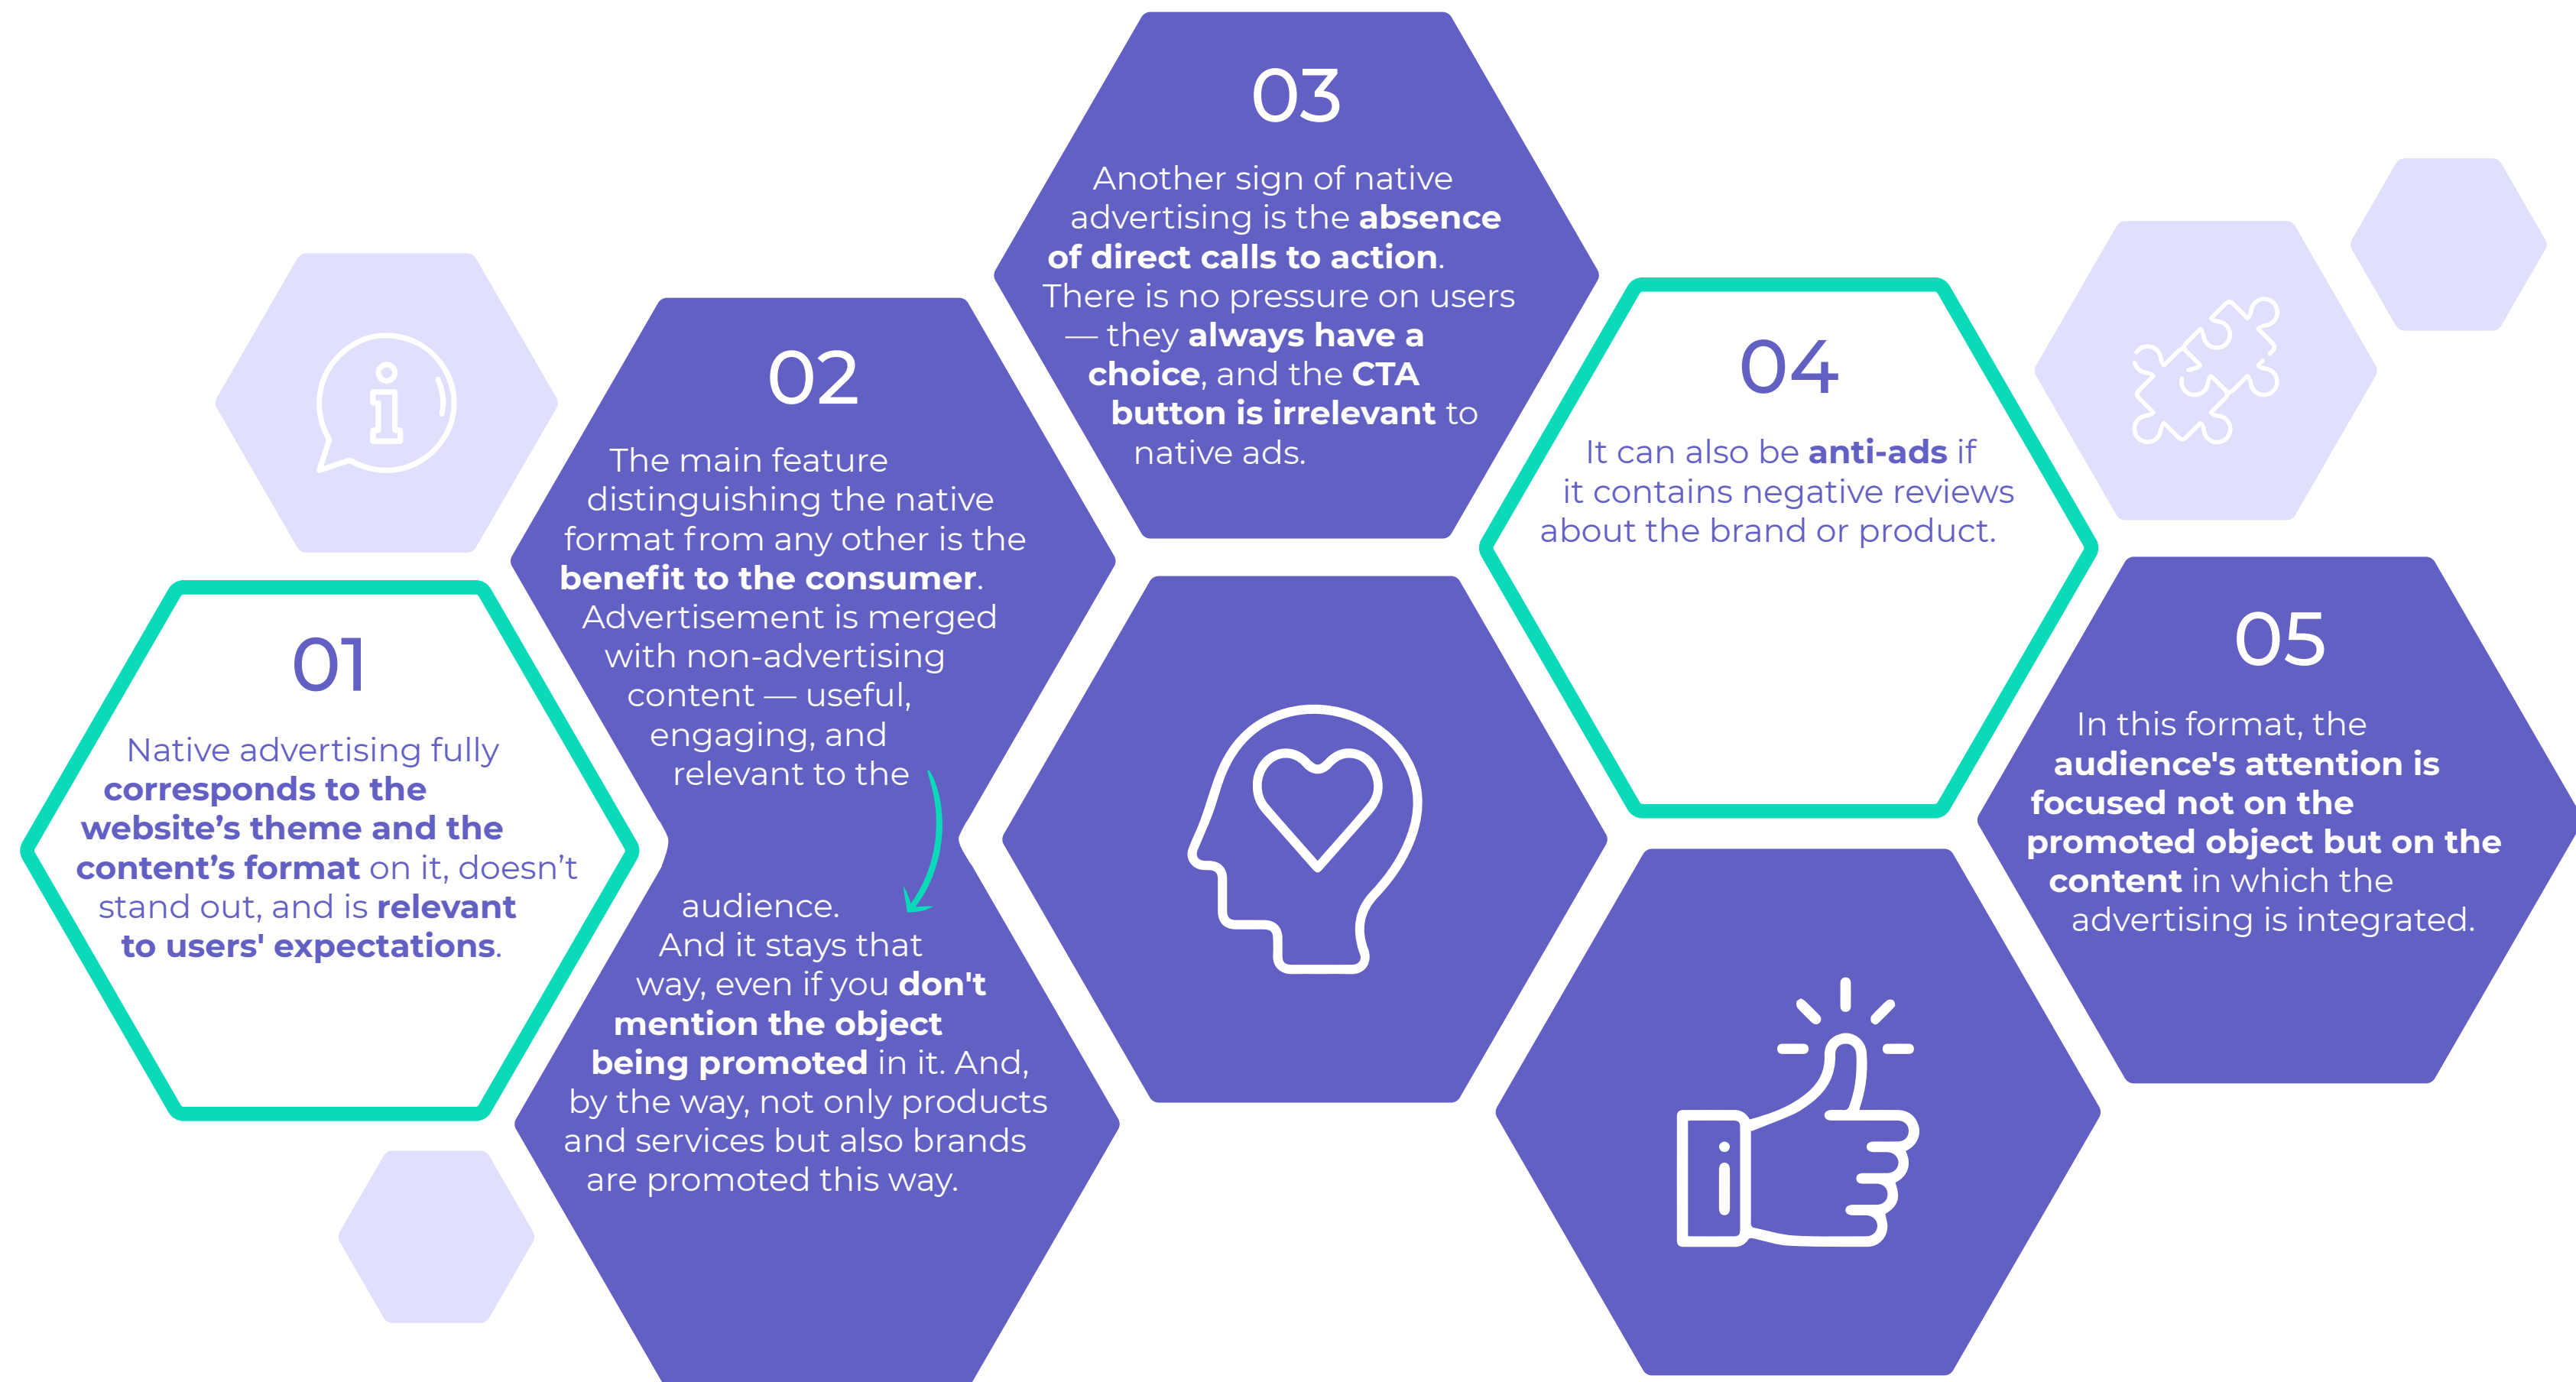 01
Native advertising fully
corresponds to the
website’s theme and the
content’s format on it, doesn’t
stand out, and is relevant
to users' expectations.
02
The main feature
distinguishing the native
format from any other is the
benefit to the consumer.
Advertisement is merged
with non-advertising
content — useful,
engaging, and
relevant to the
audience.
And it stays that
way, even if you don't
mention the object
being promoted in it. And,
by the way, not only products
and services but also brands
are promoted this way.
03
Another sign of native
advertising is the absence
of direct calls to action.
There is no pressure on users
— they always have a
choice, and the CTA
button is irrelevant to
native ads.
04
It can also be anti-ads if
it contains negative reviews
about the brand or product.
05
In this format, the
audience's attention is
focused not on the
promoted object but on the
content in which the
advertising is integrated.